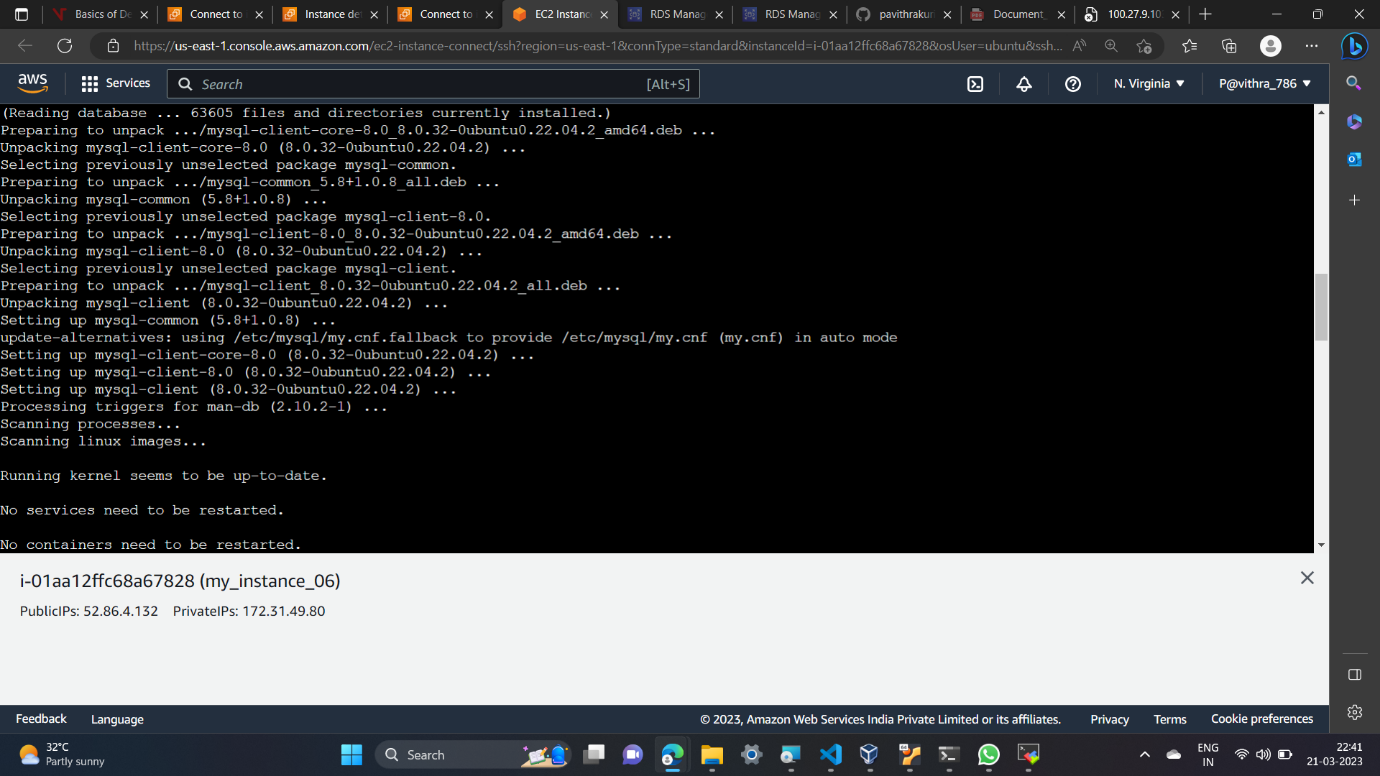 Basics of De
Connect to
Instance det
Connect to
EC2 Instanc
RDS Manag
RDS Manag
pavithrakur
Document_
100.27.9.10
https://us-east-1.console.aws.amazon.com/ec2-instance-connect/ssh?region=us-east-1&connType=standard&instanceId=i-01aa12ffc68a67828&osUser=ubuntu&ssh...
aws
Services
Search
[Alt+S]
N. Virginia
P@vithra_786
(Reading database ... 63605 files and directories currently installed.)
Preparing to unpack .../mysql-client-core-8.0_8.0.32-0ubuntu0.22.04.2_amd64.deb ...
Unpacking mysql-client-core-8.0 (8.0.32-0ubuntu0.22.04.2) ...
Selecting previously unselected package mysql-common.
Preparing to unpack .../mysql-common_5.8+1.0.8_all.deb ...
Unpacking mysql-common (5.8+1.0.8) ...
Selecting previously unselected package mysql-client-8.0.
Preparing to unpack .../mysql-client-8.0_8.0.32-0ubuntu0.22.04.2_amd64.deb ...
Unpacking mysql-client-8.0 (8.0.32-0ubuntu0.22.04.2) ...
Selecting previously unselected package mysql-client.
Preparing to unpack .../mysql-client_8.0.32-0ubuntu0.22.04.2_all.deb ...
Unpacking mysql-client (8.0.32-0ubuntu0.22.04.2) ...
Setting up mysql-common (5.8+1.0.8) ...
update-alternatives: using /etc/mysql/my.cnf.fallback to provide /etc/mysql/my.cnf (my.cnf) in auto mode
Setting up mysql-client-core-8.0 (8.0.32-0ubuntu0.22.04.2) ...
Setting up mysql-client-8.0 (8.0.32-0ubuntu0.22.04.2) ...
Setting up mysql-client (8.0.32-0ubuntu0.22.04.2) ...
Processing triggers for man-db (2.10.2-1) ...
Scanning processes...
Scanning linux images...
Running kernel seems to be up-to-date.
No services need to be restarted.
No containers need to be restarted.
i-01aa12ffc68a67828 (my_instance_06)
PublicIPs: 52.86.4.132 PrivateIPs: 172.31.49.80
Feedback
Language
© 2023, Amazon Web Services India Private Limited or its affiliates.
Privacy
Terms
Cookie preferences
32°C
Partly sunny
Search
ENG
IN
22:41
21-03-2023